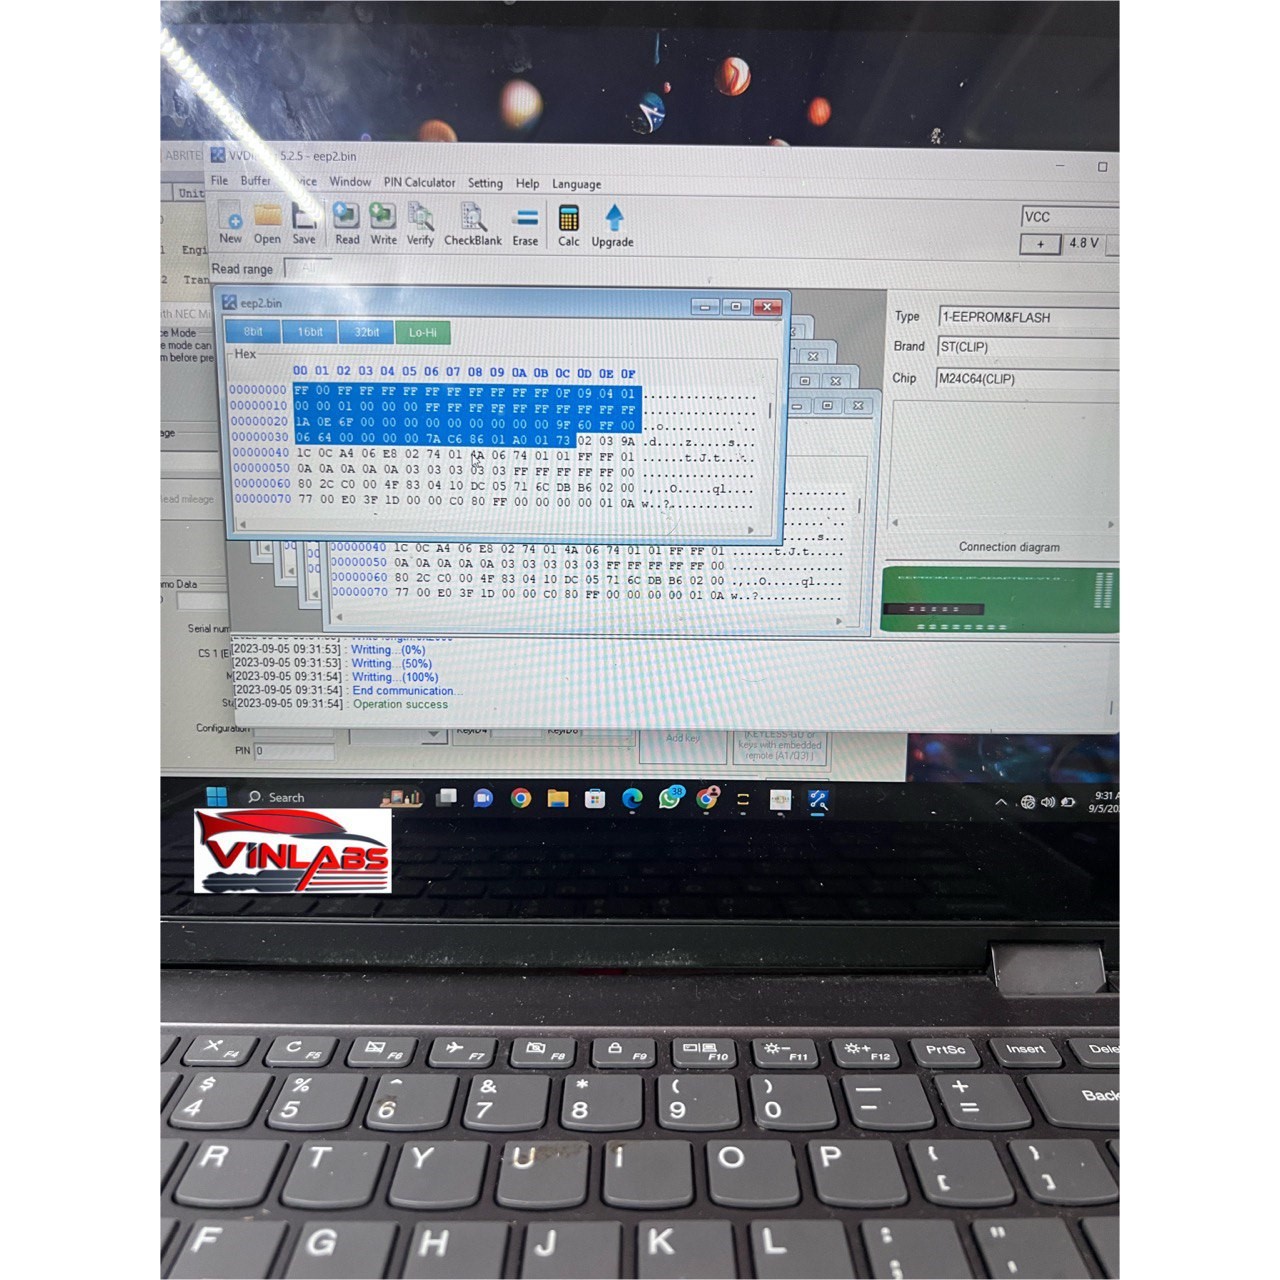 ABRITE
VVDI
5.2.5 - eep2.bin
File Buffer Window PIN Calculator Setting Help Language
Unit
New Open Save Read Write Verify CheckBlank Erase Calc Upgrade
VCC
+ 4.8 V
1 Engi
Read range All
2 Tran
ith NEC Mi
eep2.bin
e Mode
e mode can
m before pre
8bit 16bit 32bit Lo-Hi
Hex
00 01 02 03 04 05 06 07 08 09 0A 0B 0C 0D 0E 0F
00000000 FF 00 FF FF FF FF FF FF FF FF FF FF 0F 09 04 01 ................
00000010 00 00 01 00 00 00 FF FF FF FF FF FF FF FF FF FF ................
00000020 1A 0E 6F 00 00 00 00 00 00 00 00 00 9F 60 FF 00
00000030 06 64 00 00 00 00 7A C6 86 01 A0 01 73 02 03 9A .d....z.....s...
00000040 1C 0C A4 06 E8 02 74 01 4A 06 74 01 01 FF FF 01 ......t.J.t.....
00000050 0A 0A 0A 0A 0A 03 03 03 03 03 FF FF FF FF FF 00 ................
00000060 80 2C C0 00 4F 83 04 10 DC 05 71 6C DB B6 02 00 .,..O.....ql....
00000070 77 00 E0 3F 1D 00 00 C0 80 FF 00 00 00 00 01 0A w..?............
Type 1-EEPROM&FLASH
Brand ST(CLIP)
Chip M24C64(CLIP)
Connection diagram
age
ead mileage
00000040 1C 0C A4 06 E8 02 74 01 4A 06 74 01 01 FF FF 01 ......t.J.t.....
00000050 0A 0A 0A 0A 0A 03 03 03 03 03 FF FF FF FF FF 00 ................
00000060 80 2C C0 00 4F 83 04 10 DC 05 71 6C DB B6 02 00 .,..O.....ql....
00000070 77 00 E0 3F 1D 00 00 C0 80 FF 00 00 00 00 01 0A w..?............
mo Data
Serial num
CS 1 (E
[2023-09-05 09:31:53] : Writting...(0%)
[2023-09-05 09:31:53] : Writting...(50%)
[2023-09-05 09:31:54] : Writting...(100%)
[2023-09-05 09:31:54] : End communication...
[2023-09-05 09:31:54] : Operation success
Configuration
PIN 0
Add key
keys with embedded
remote (A1/Q3)
Search
38
9:31 A
9/5/202
VINLABS
F4 F5 F6 F7 F8 F9 F10 F11 F12 PrtSc Insert Dele
$ % ^ & * ( ) — +
4 5 6 7 8 9 0 - = Back
R T Y U I O P { }
[ ]
F G H J K L : "
; '